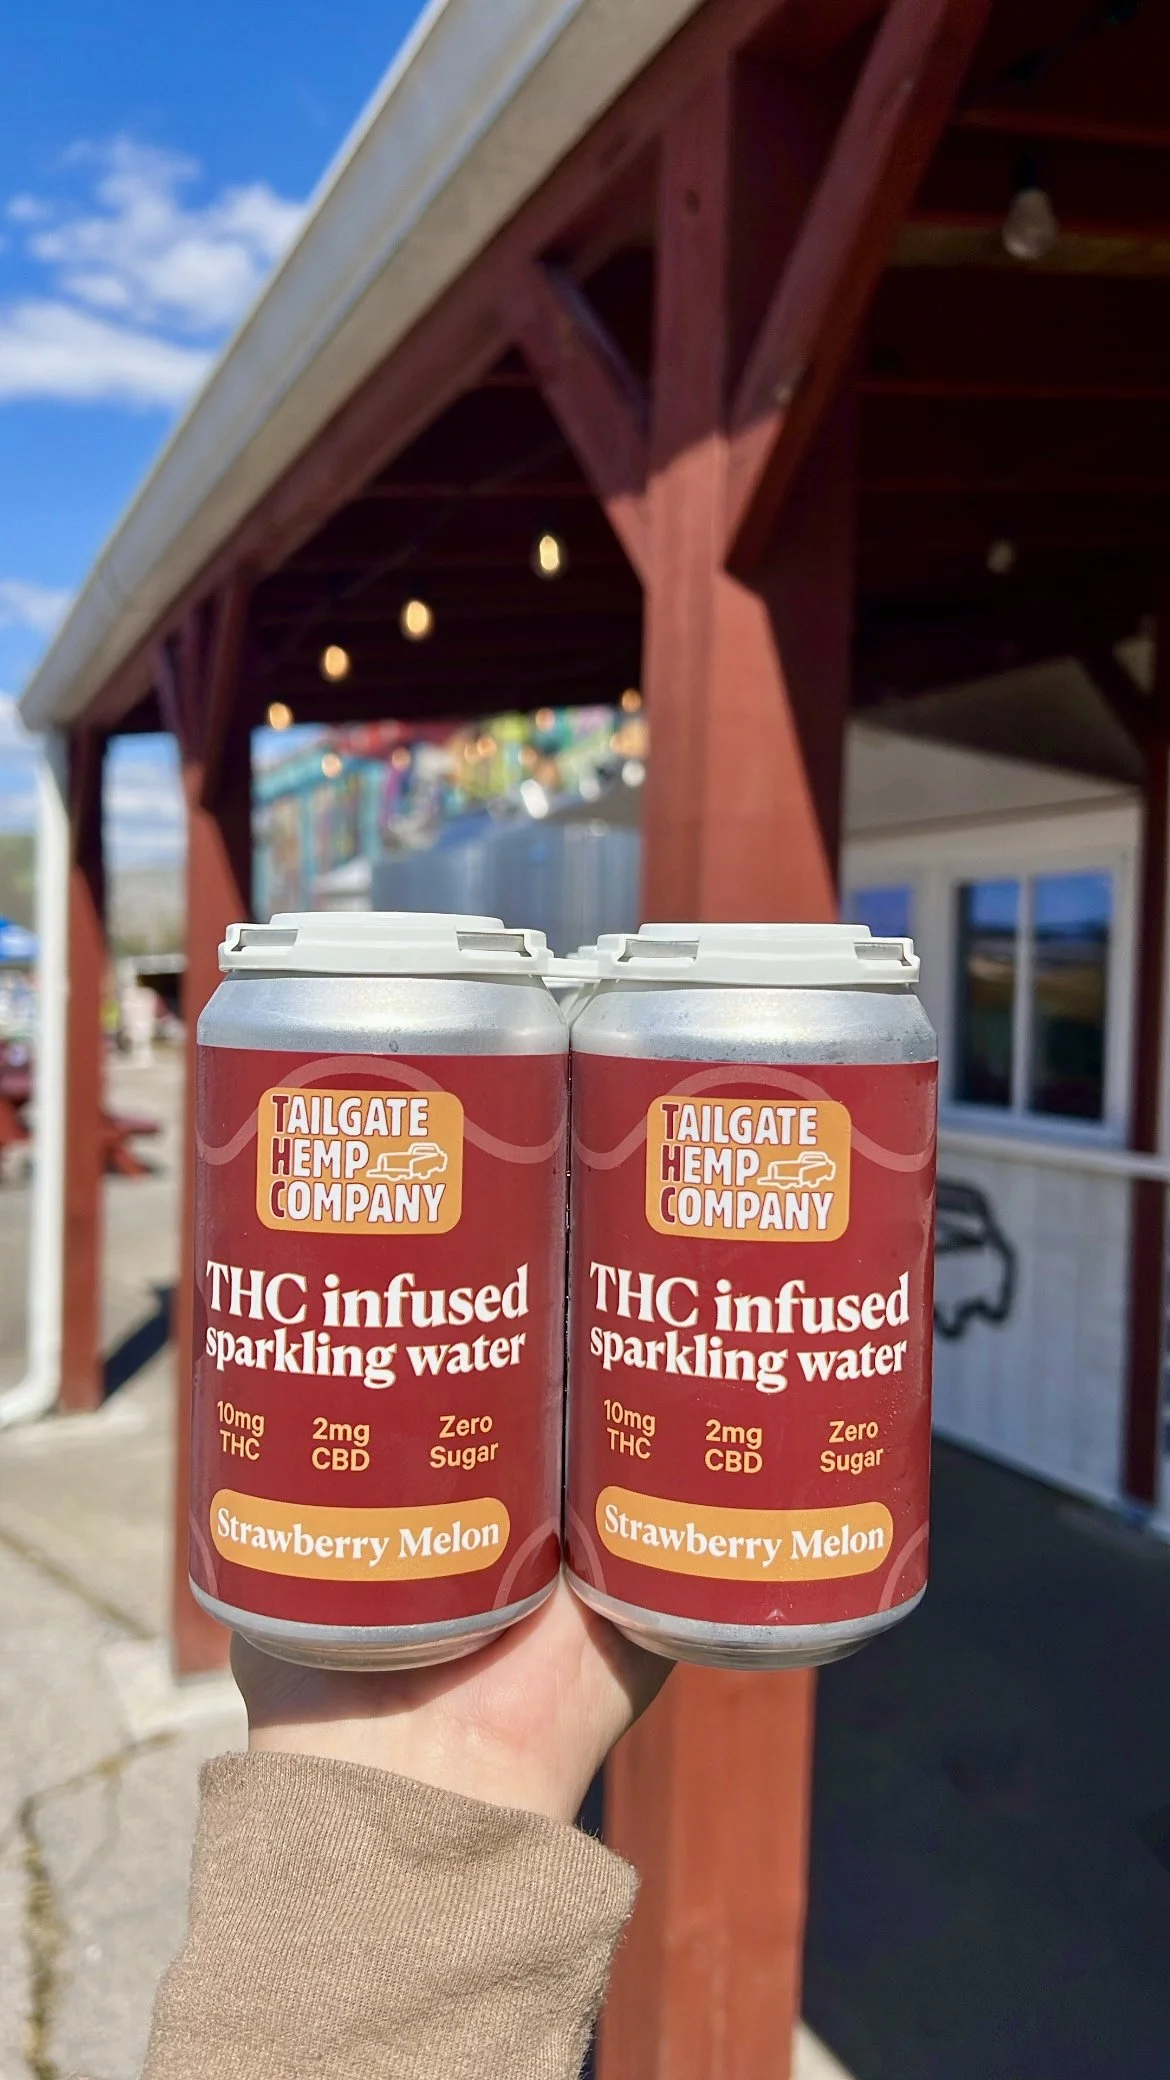 TAILGATE
HEMP
COMPANY
THC infused
sparkling water
10mg
THC
2mg
CBD
Zero
Sugar
Strawberry Melon
TAILGATE
HEMP
COMPANY
THC infused
sparkling water
10mg
THC
2mg
CBD
Zero
Sugar
Strawberry Melon